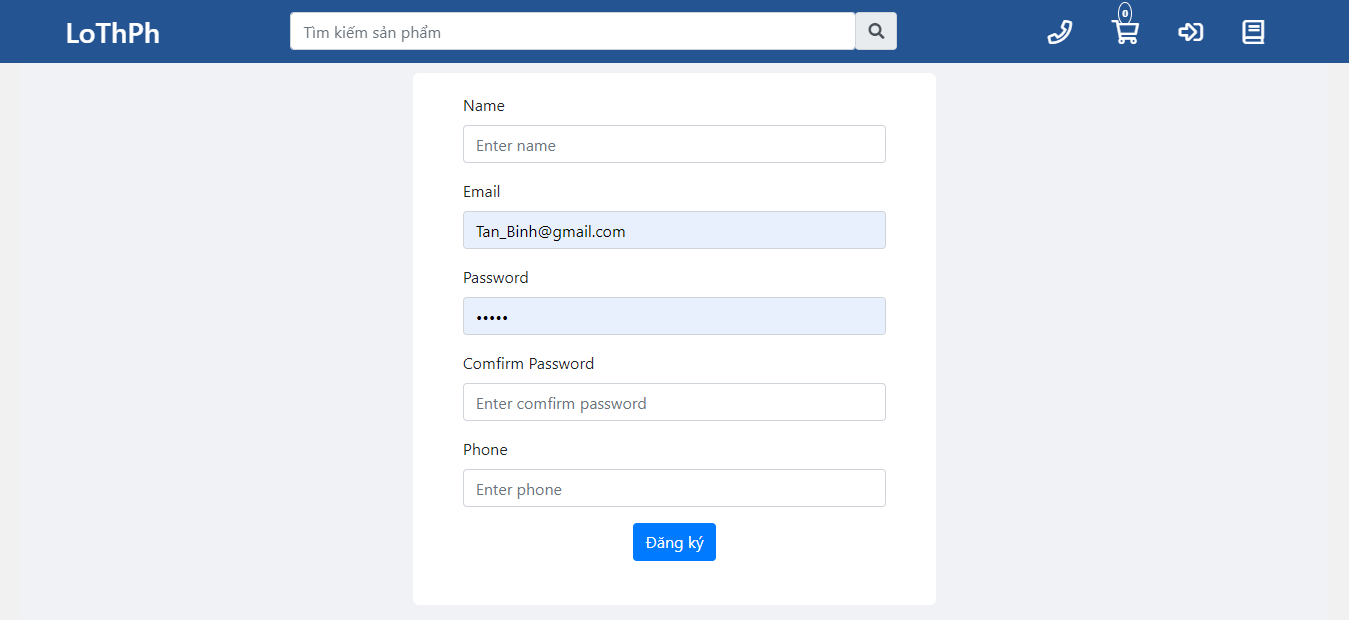 LoThPh
Tìm kiếm sản phẩm
0
Name
Enter name
Email
Tan_Binh@gmail.com
Password
•••••
Comfirm Password
Enter comfirm password
Phone
Enter phone
Đăng ký